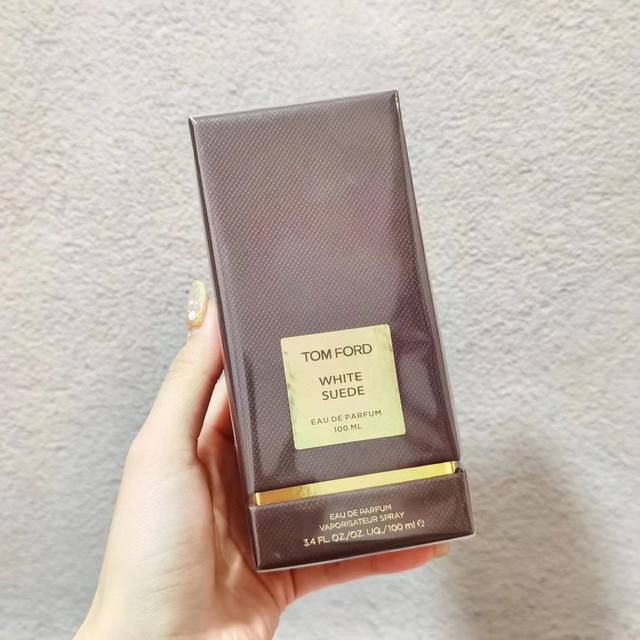 TOM FORD
WHITE
SUEDE
EAU DE PARFUM
100 ML
EAU DE PARFUM
VAPORISATEUR SPRAY
3.4 FL. OZ./OZ. LIQ./100 ml ℮